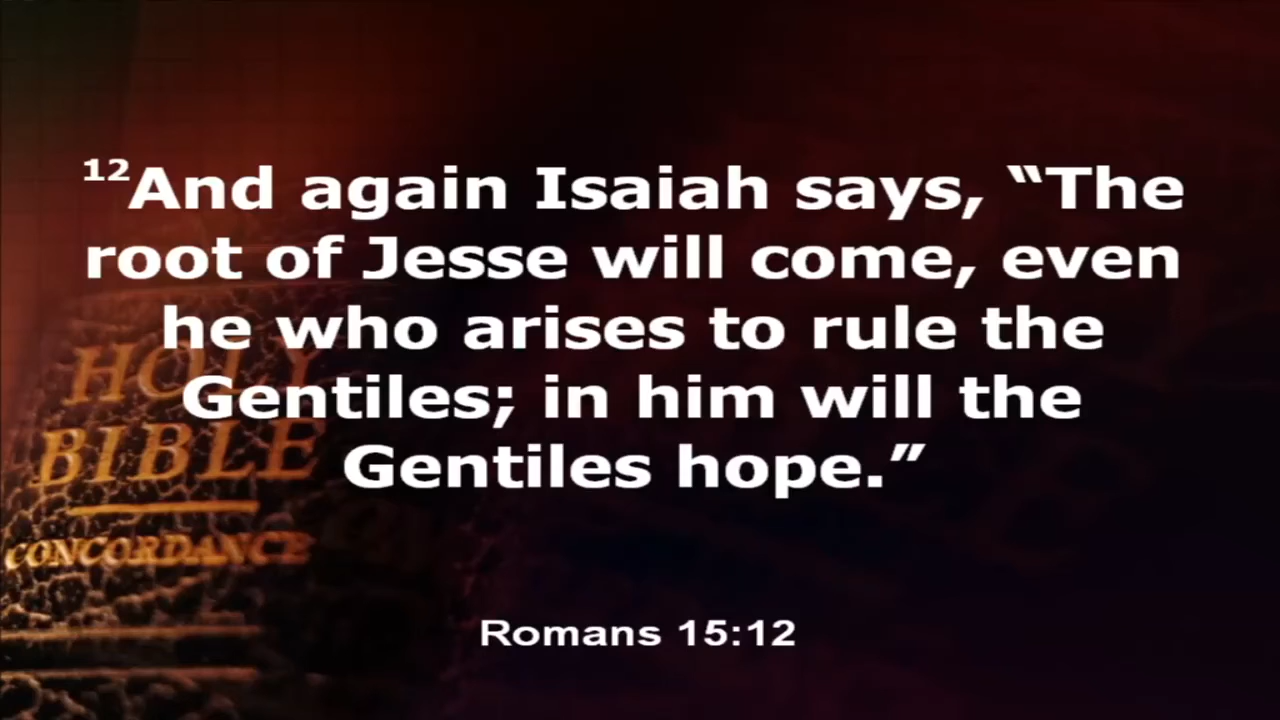 12And again Isaiah says, “The
root of Jesse will come, even
he who arises to rule the
Gentiles; in him will the
Gentiles hope.”
HOLY
BIBLE
CONCORDANCE
Romans 15:12